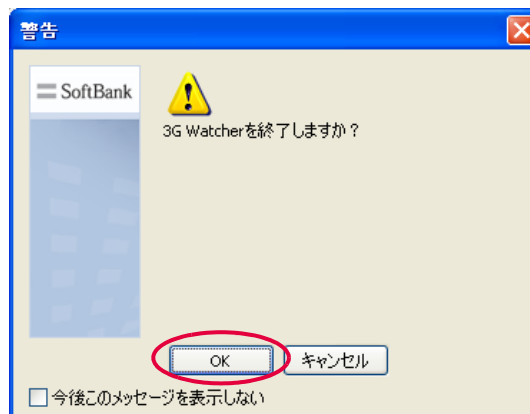 警告
SoftBank
3G Watcherを終了しますか?
OK
キャンセル
今後このメッセージを表示しない